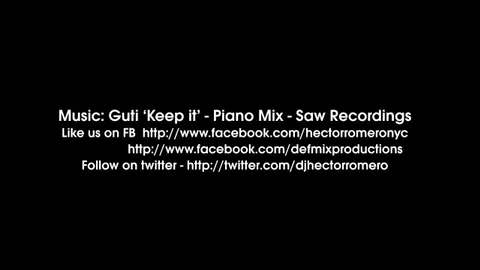 Music: Guti ‘Keep it’ - Piano Mix - Saw Recordings
Like us on FB http://www.facebook.com/hectorromeronyc
http://www.facebook.com/defmixproductions
Follow on twitter - http://twitter.com/djhectorromero